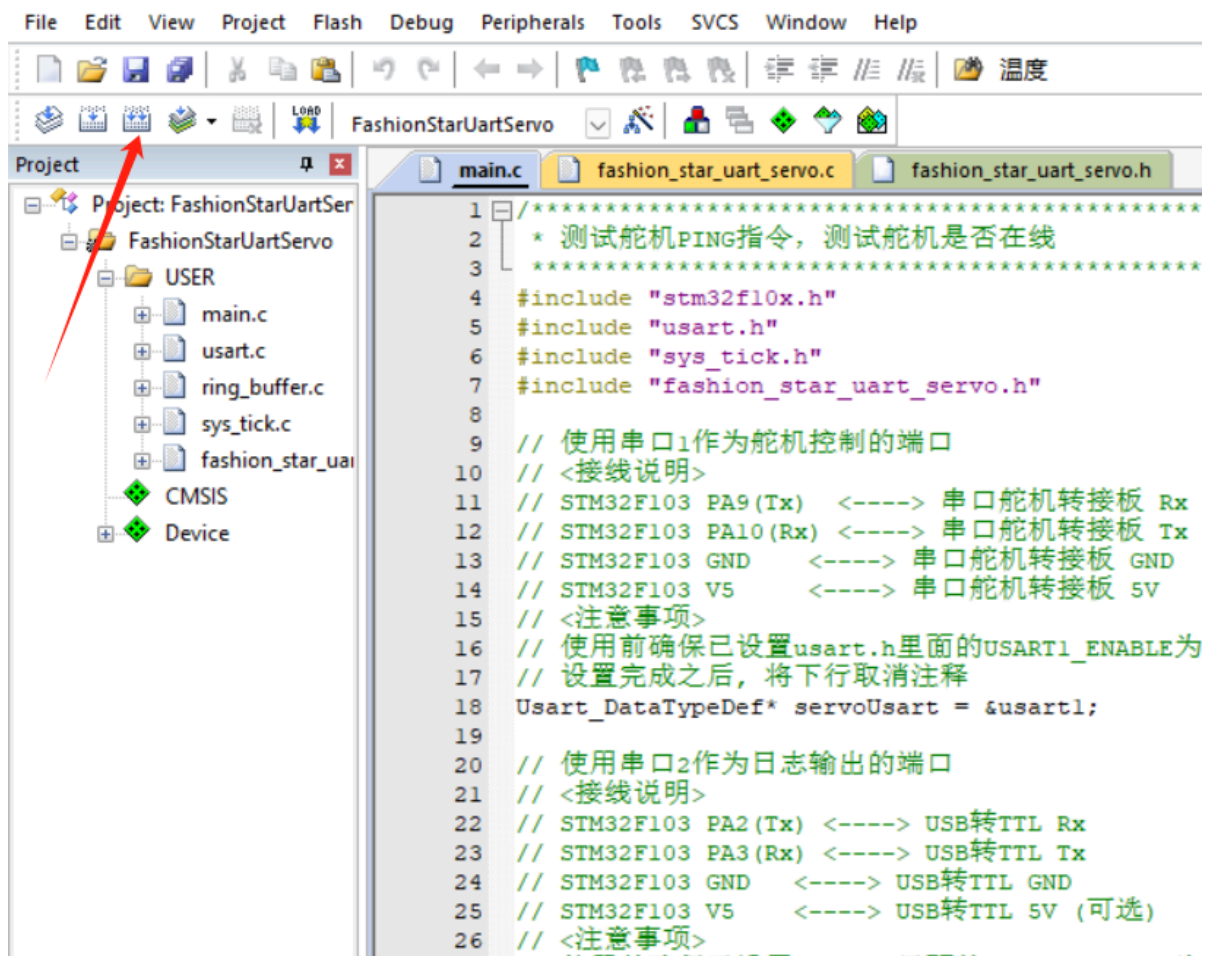 File Edit View Project Flash Debug Peripherals Tools SVCS Window Help
温度
LOAD FashionStarUartServo
Project
main.c fashion_star_uart_servo.c fashion_star_uart_servo.h
Project: FashionStarUartSer
FashionStarUartServo
USER
main.c
usart.c
ring_buffer.c
sys_tick.c
fashion_star_uar
CMSIS
Device
1 /***********************************************
2 * 测试舵机PING指令，测试舵机是否在线
3 ***********************************************
4 #include "stm32f10x.h"
5 #include "usart.h"
6 #include "sys_tick.h"
7 #include "fashion_star_uart_servo.h"
8
9 // 使用串口1作为舵机控制的端口
10 // <接线说明>
11 // STM32F103 PA9(Tx) <----> 串口舵机转接板 Rx
12 // STM32F103 PA10(Rx) <----> 串口舵机转接板 Tx
13 // STM32F103 GND <----> 串口舵机转接板 GND
14 // STM32F103 V5 <----> 串口舵机转接板 5V
15 // <注意事项>
16 // 使用前确保已设置usart.h里面的USART1_ENABLE为
17 // 设置完成之后, 将下行取消注释
18 Usart_DataTypeDef* servoUsart = &usart1;
19
20 // 使用串口2作为日志输出的端口
21 // <接线说明>
22 // STM32F103 PA2(Tx) <----> USB转TTL Rx
23 // STM32F103 PA3(Rx) <----> USB转TTL Tx
24 // STM32F103 GND <----> USB转TTL GND
25 // STM32F103 V5 <----> USB转TTL 5V (可选)
26 // <注意事项>